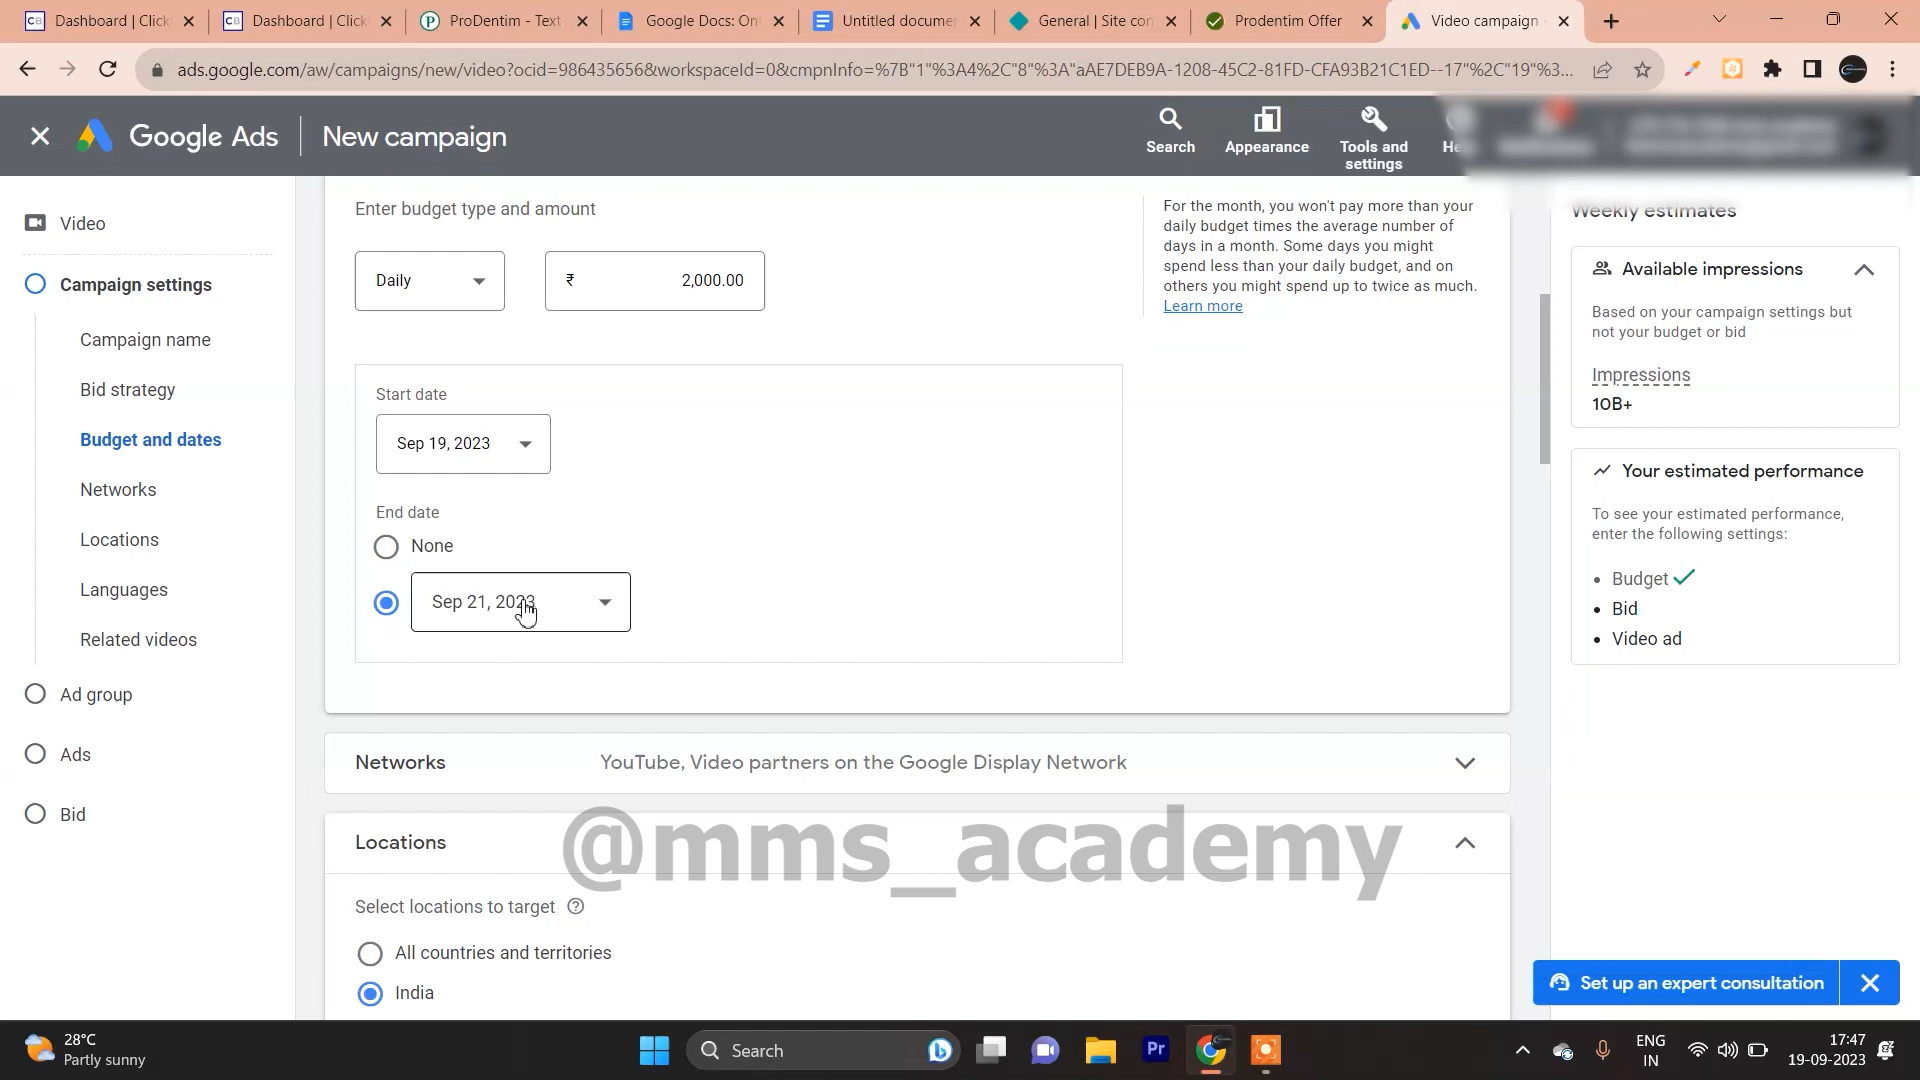 Dashboard | Click
Dashboard | Click
ProDentim - Text
Google Docs: Onl
Untitled documen
General | Site con
Prodentim Offer
Video campaign
ads.google.com/aw/campaigns/new/video?ocid=986435656&workspaceId=0&cmpnInfo=%7B"1"%3A4%2C"8"%3A"aAE7DEB9A-1208-45C2-81FD-CFA93B21C1ED--17"%2C"19"%3...
Google Ads
New campaign
Search
Appearance
Tools and
settings
Video
Campaign settings
Campaign name
Bid strategy
Budget and dates
Networks
Locations
Languages
Related videos
Ad group
Ads
Bid
Enter budget type and amount
Daily
₹ 2,000.00
For the month, you won't pay more than your
daily budget times the average number of
days in a month. Some days you might
spend less than your daily budget, and on
others you might spend up to twice as much.
Learn more
Start date
Sep 19, 2023
End date
None
Sep 21, 2023
Networks
YouTube, Video partners on the Google Display Network
Locations
@mms_academy
Select locations to target
All countries and territories
India
Weekly estimates
Available impressions
Based on your campaign settings but
not your budget or bid
Impressions
10B+
Your estimated performance
To see your estimated performance,
enter the following settings:
• Budget
• Bid
• Video ad
Set up an expert consultation
28°C
Partly sunny
Search
Pr
ENG
IN
17:47
19-09-2023